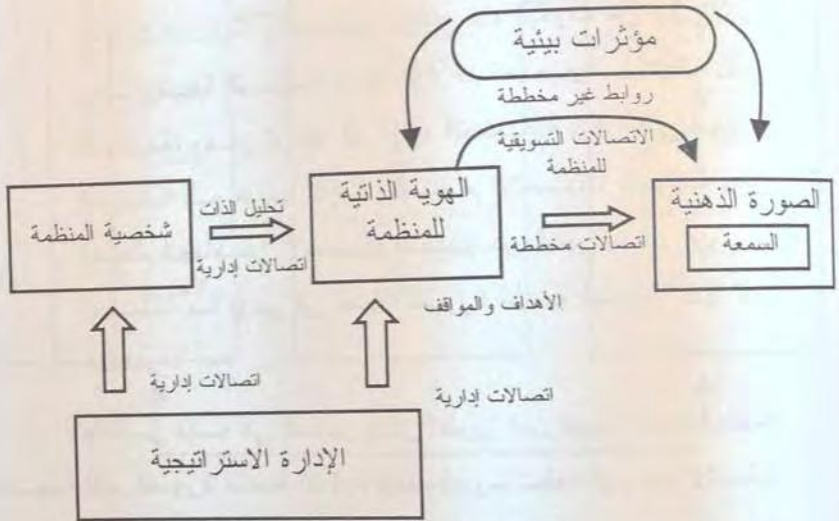 مؤثرات بيئية
روابط غير مخططة
الاتصالات التسويقية
للمنظمة
الصورة الذهنية
السمعة
الهوية الذاتية
للمنظمة
اتصالات مخططة
تحليل الذات
اتصالات إدارية
شخصية المنظمة
الأهداف والمواقف
اتصالات إدارية
اتصالات إدارية
الإدارة الاستراتيجية